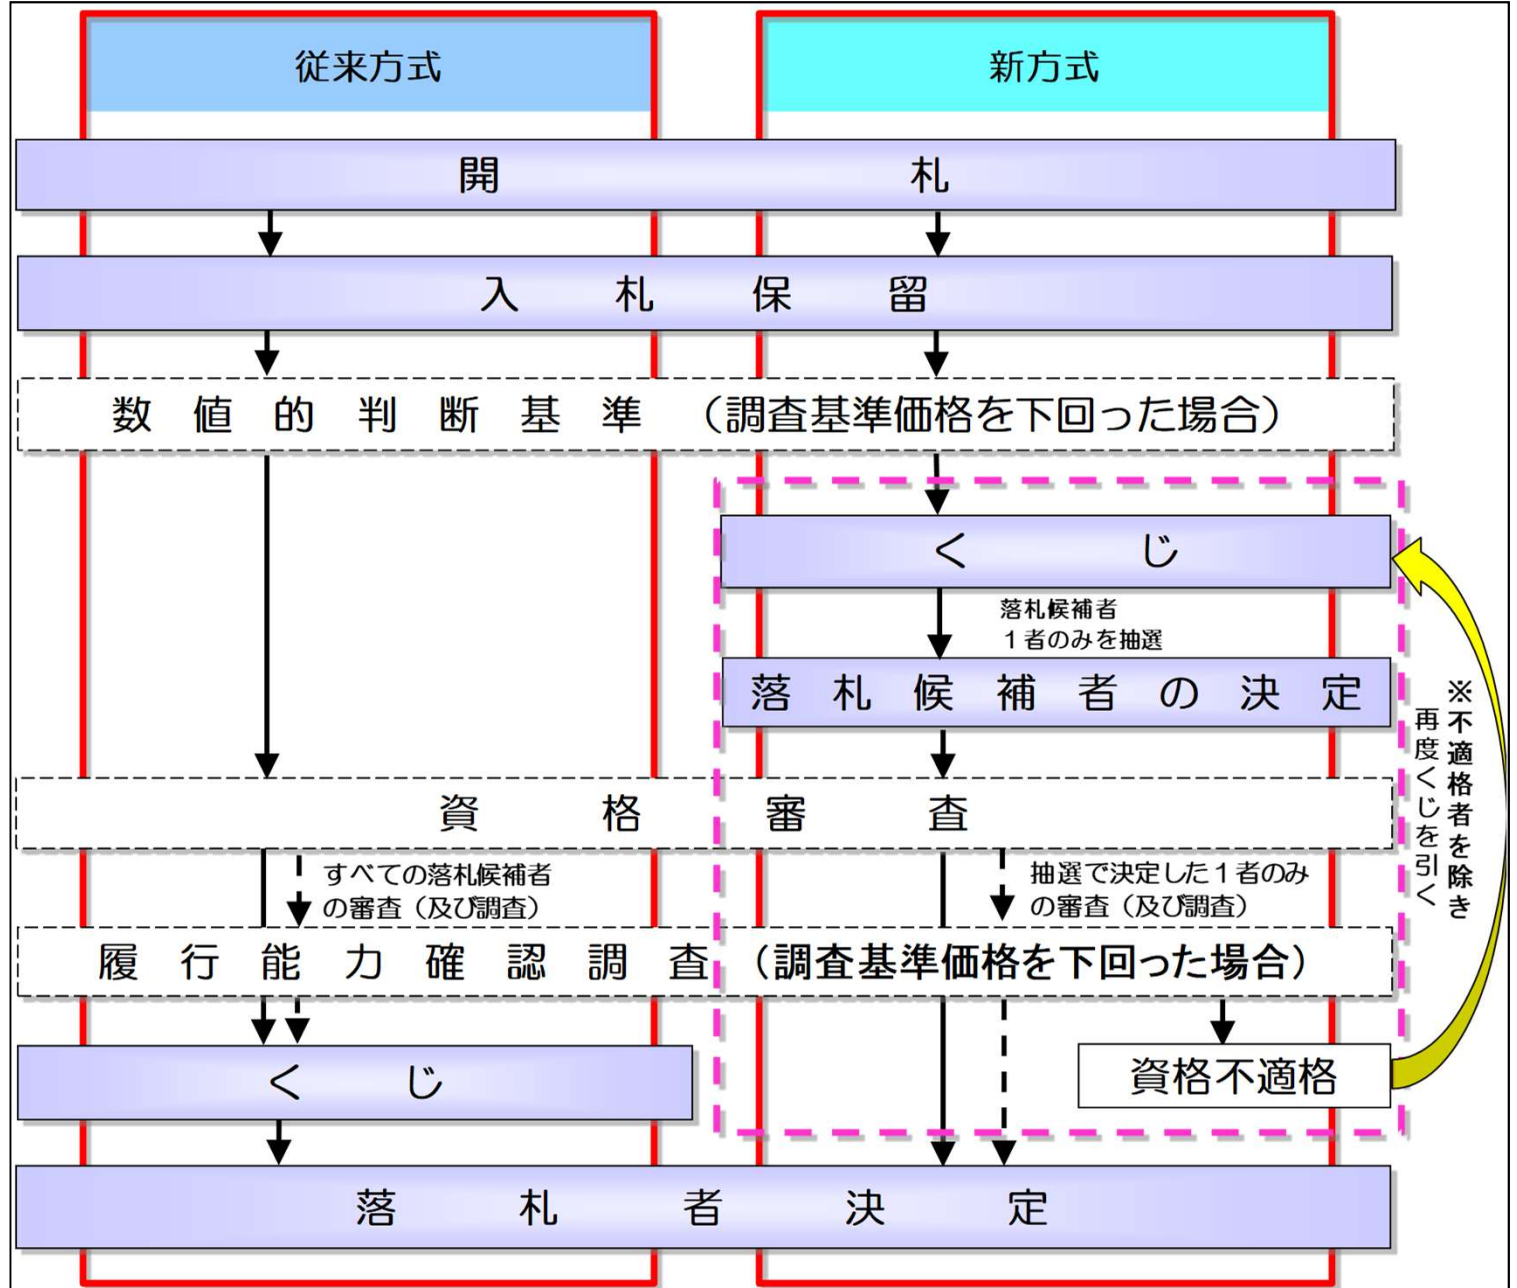 従来方式
新方式
開札
入札保留
数値的判断基準（調査基準価格を下回った場合）
くじ
落札候補者
１者のみを抽選
落札候補者の決定
※不適格者を除き
再度くじを引く
資格審査
すべての落札候補者
の審査（及び調査）
抽選で決定した１者のみ
の審査（及び調査）
履行能力確認調査（調査基準価格を下回った場合）
資格不適格
くじ
落札者決定